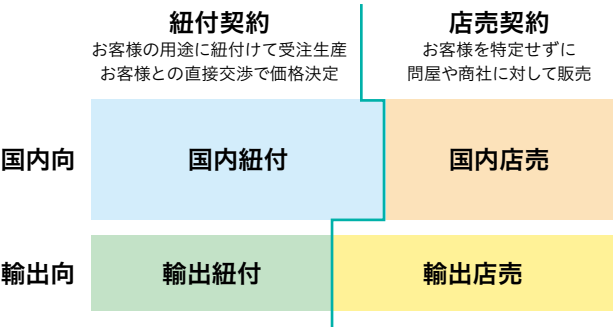 紐付契約
お客様の用途に紐付けて受注生産
お客様との直接交渉で価格決定
店売契約
お客様を特定せずに
問屋や商社に対して販売
国内向
国内紐付
国内店売
輸出向
輸出紐付
輸出店売